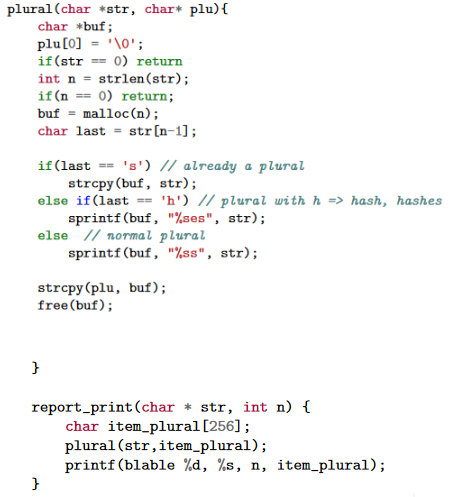 plural(char *str, char* plu){
char *buf;
plu[0] = '\0';
if(str == 0) return
int n = strlen(str);
if(n == 0) return;
buf = malloc(n);
char last = str[n-1];
if(last == 's') // already a plural
strcpy(buf, str);
else if(last == 'h') // plural with h => hash, hashes
sprintf(buf, "%ses", str);
else // normal plural
sprintf(buf, "%ss", str);
strcpy(plu, buf);
free(buf);
}
report_print(char * str, int n) {
char item_plural[256];
plural(str,item_plural);
printf(blable %d, %s, n, item_plural);
}